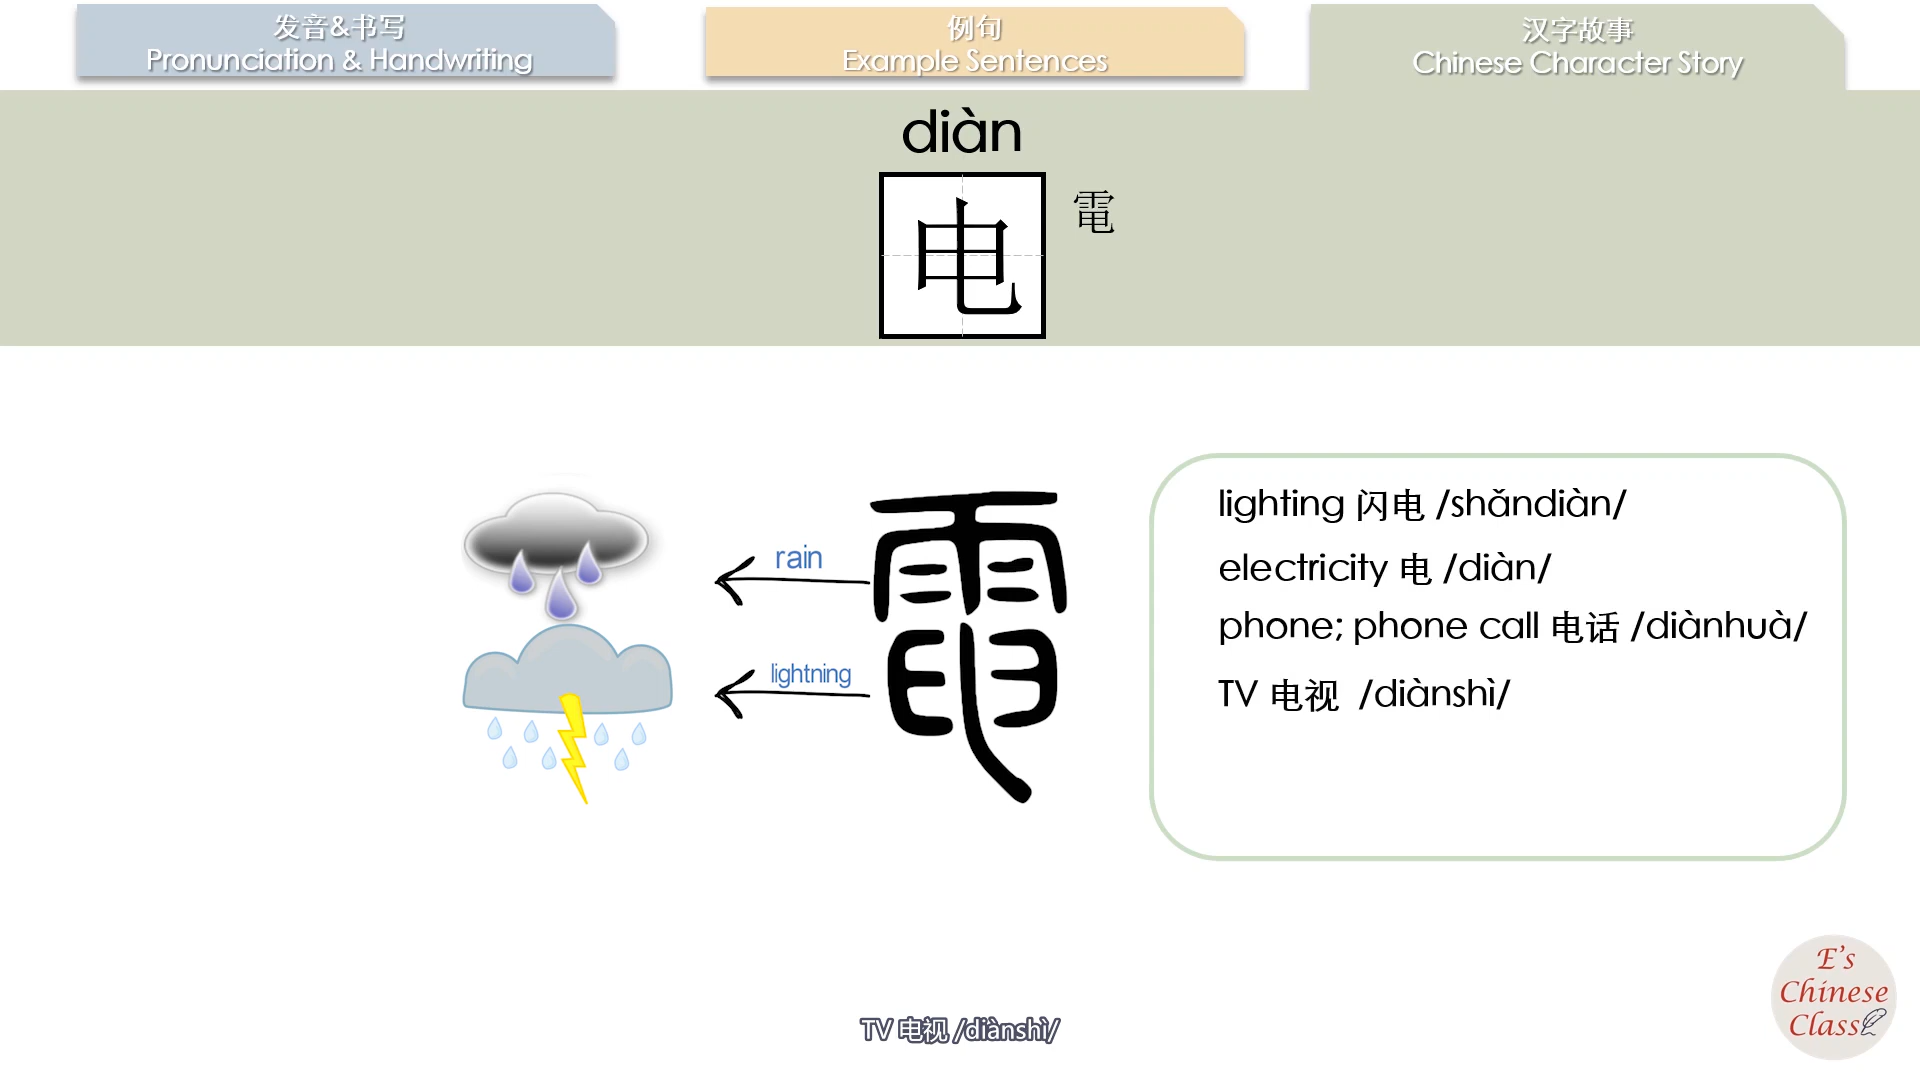 发音&书写
Pronunciation & Handwriting
例句
Example Sentences
汉字故事
Chinese Character Story
diàn
电
電
rain
lightning
電
lighting 闪电 /shǎndiàn/
electricity 电 /diàn/
phone; phone call 电话 /diànhuà/
TV 电视 /diànshì/
E's
Chinese
Class
TV 电视 /diànshì/